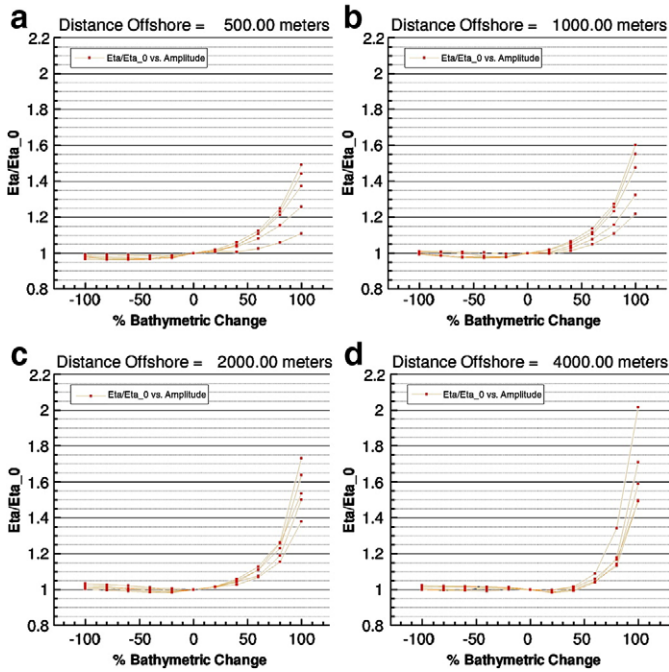 a
Distance Offshore = 500.00 meters
2.2
2
1.8
1.6
1.4
1.2
1
0.8
Eta/Eta_0
Eta/Eta_0 vs. Amplitude
-100 -50 0 50 100
% Bathymetric Change
b
Distance Offshore = 1000.00 meters
2.2
2
1.8
1.6
1.4
1.2
1
0.8
Eta/Eta_0
Eta/Eta_0 vs. Amplitude
-100 -50 0 50 100
% Bathymetric Change
c
Distance Offshore = 2000.00 meters
2.2
2
1.8
1.6
1.4
1.2
1
0.8
Eta/Eta_0
Eta/Eta_0 vs. Amplitude
-100 -50 0 50 100
% Bathymetric Change
d
Distance Offshore = 4000.00 meters
2.2
2
1.8
1.6
1.4
1.2
1
0.8
Eta/Eta_0
Eta/Eta_0 vs. Amplitude
-100 -50 0 50 100
% Bathymetric Change